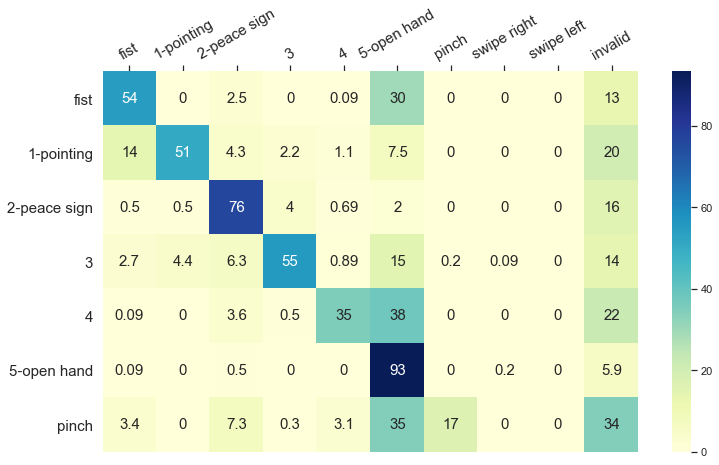 fist 1-pointing 2-peace sign 3 4 5-open hand pinch swipe right swipe left invalid
fist 54 0 2.5 0 0.09 30 0 0 0 13
1-pointing 14 51 4.3 2.2 1.1 7.5 0 0 0 20
2-peace sign 0.5 0.5 76 4 0.69 2 0 0 0 16
3 2.7 4.4 6.3 55 0.89 15 0.2 0.09 0 14
4 0.09 0 3.6 0.5 35 38 0 0 0 22
5-open hand 0.09 0 0.5 0 0 93 0 0.2 0 5.9
pinch 3.4 0 7.3 0.3 3.1 35 17 0 0 34
80
60
40
20
0